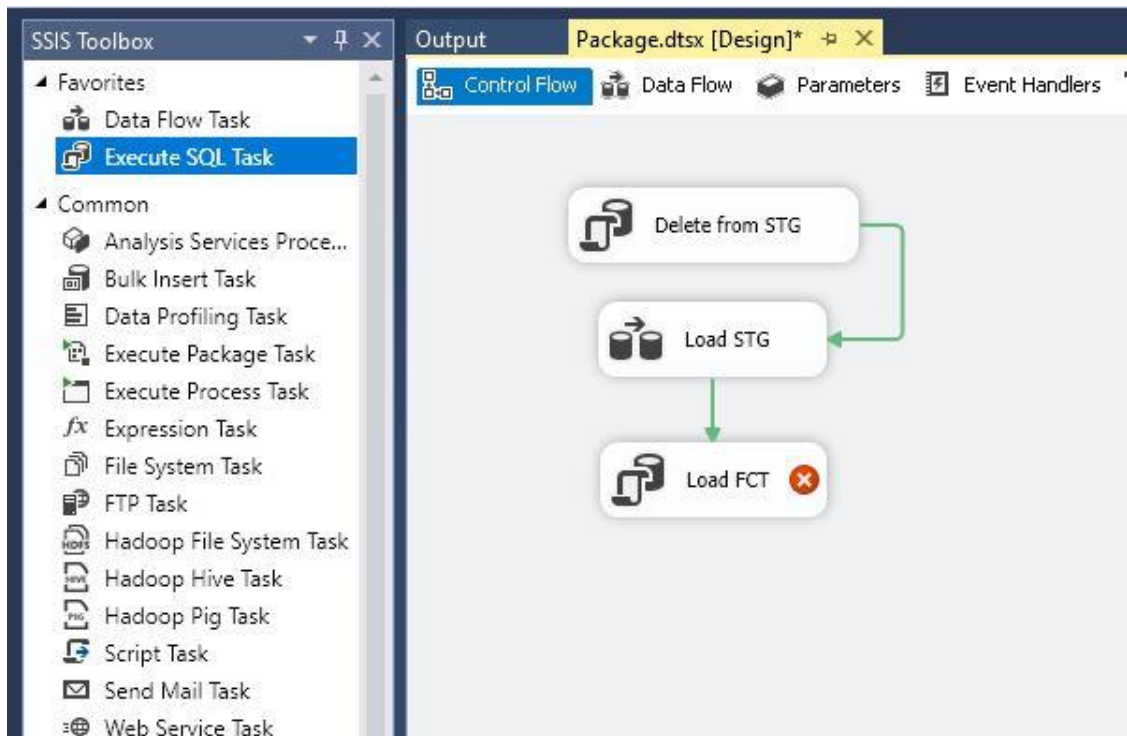 SSIS Toolbox
Favorites
Data Flow Task
Execute SQL Task
Common
Analysis Services Proce...
Bulk Insert Task
Data Profiling Task
Execute Package Task
Execute Process Task
fx Expression Task
File System Task
FTP Task
Hadoop File System Task
Hadoop Hive Task
Hadoop Pig Task
Script Task
Send Mail Task
Web Service Task
Output
Package.dtsx [Design]*
Control Flow
Data Flow
Parameters
Event Handlers
Delete from STG
Load STG
Load FCT